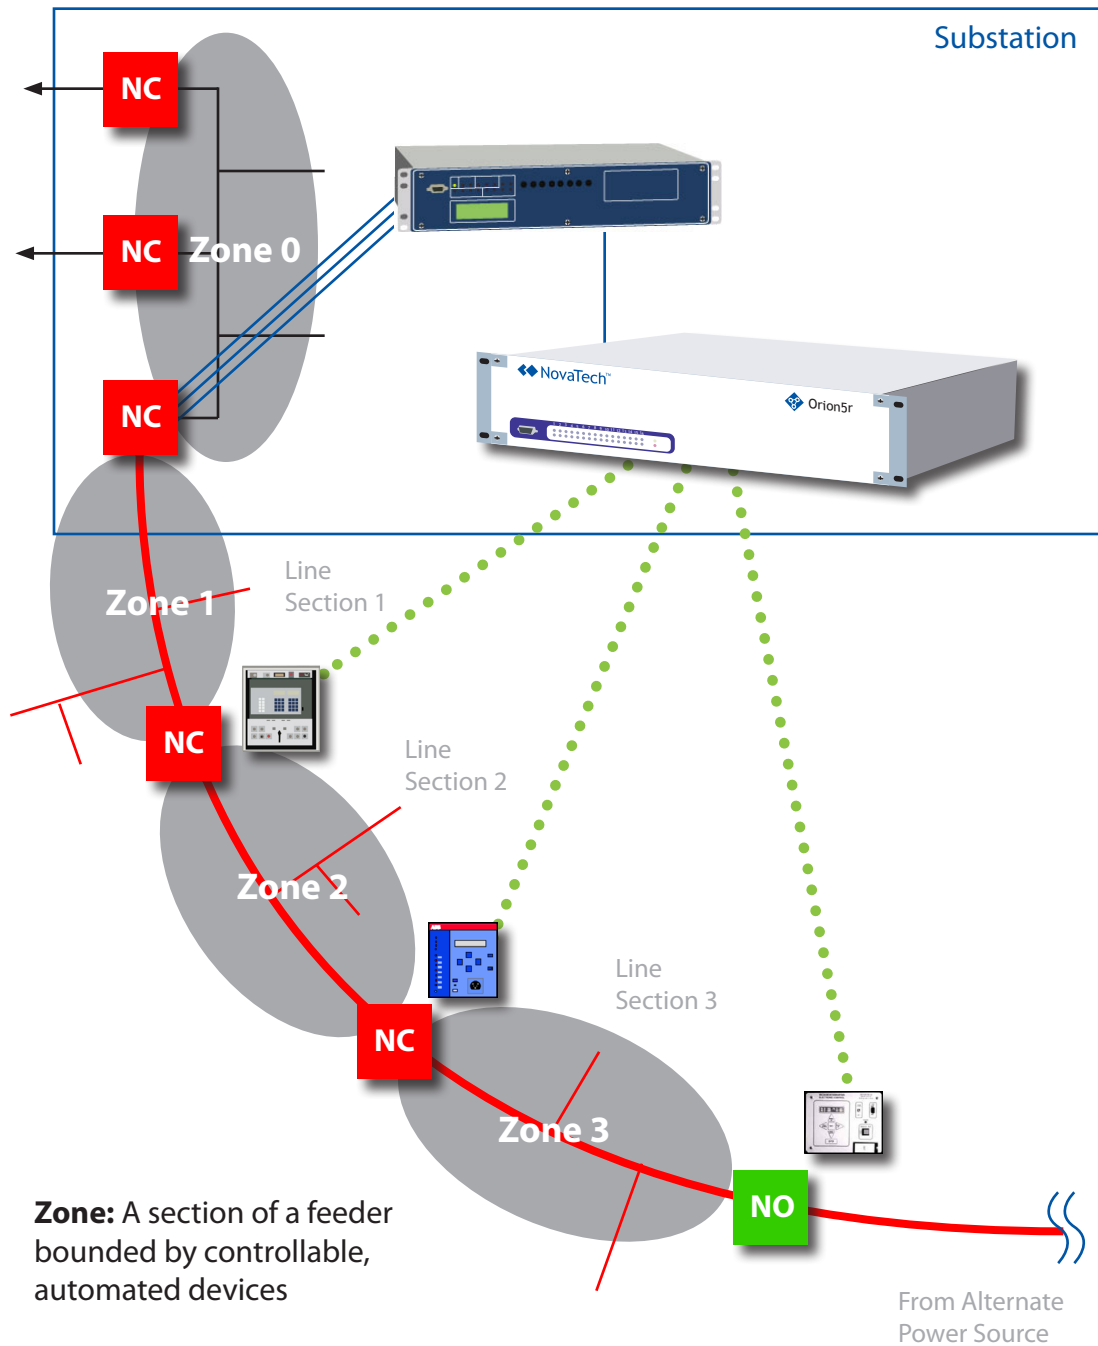 Substation
NC
NC
Zone 0
NC
NovaTech™
Orion5r
Line
Section 1
Zone 1
NC
Line
Section 2
Zone 2
ABB
NC
Line
Section 3
Zone 3
NO
Zone: A section of a feeder
bounded by controllable,
automated devices
From Alternate
Power Source